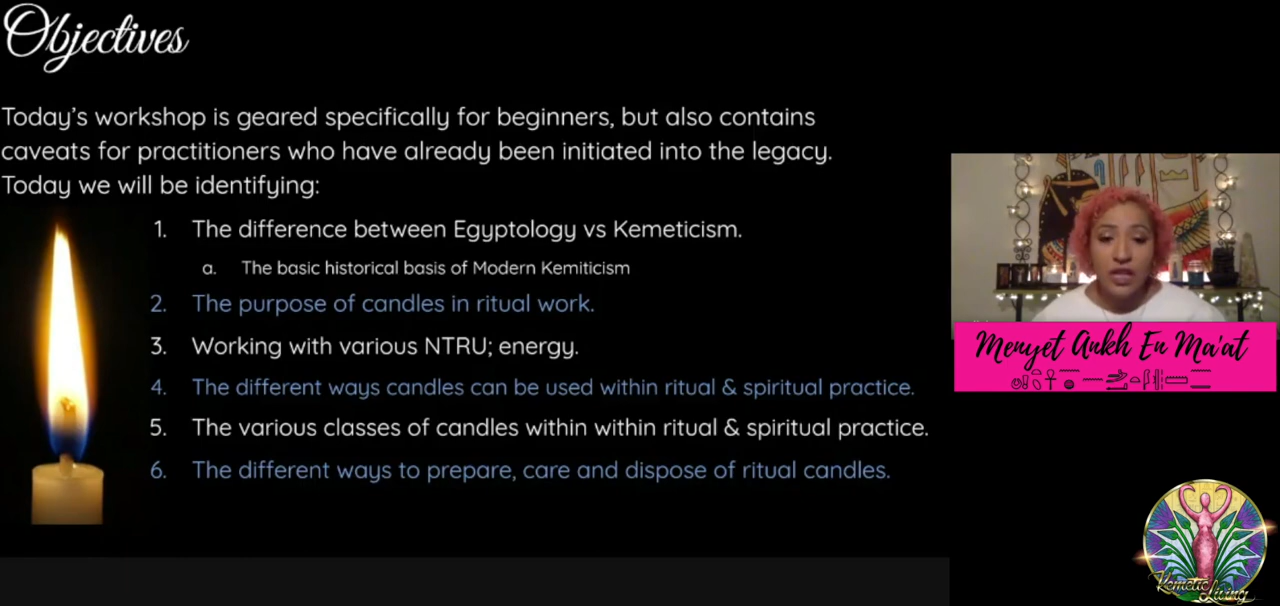 Objectives
Today's workshop is geared specifically for beginners, but also contains
caveats for practitioners who have already been initiated into the legacy.
Today we will be identifying:
1. The difference between Egyptology vs Kemeticism.
a. The basic historical basis of Modern Kemiticism
2. The purpose of candles in ritual work.
3. Working with various NTRU; energy.
4. The different ways candles can be used within ritual & spiritual practice.
5. The various classes of candles within within ritual & spiritual practice.
6. The different ways to prepare, care and dispose of ritual candles.
Menyet Ankh En Ma'at
Kemetic Living